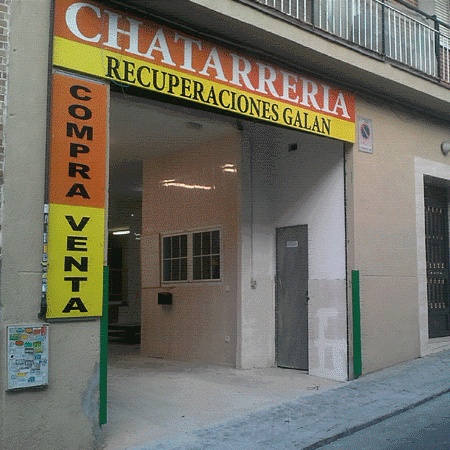 CHATARRERIA
RECUPERACIONES GALAN
COMPRA
VENTA